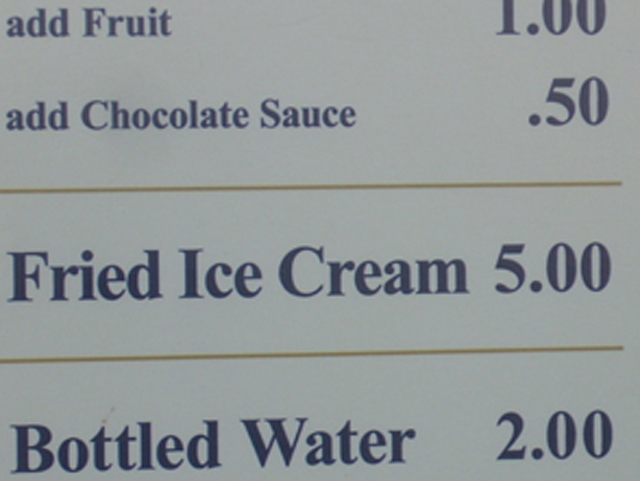 add Fruit 1.00
add Chocolate Sauce .50
Fried Ice Cream 5.00
Bottled Water 2.00